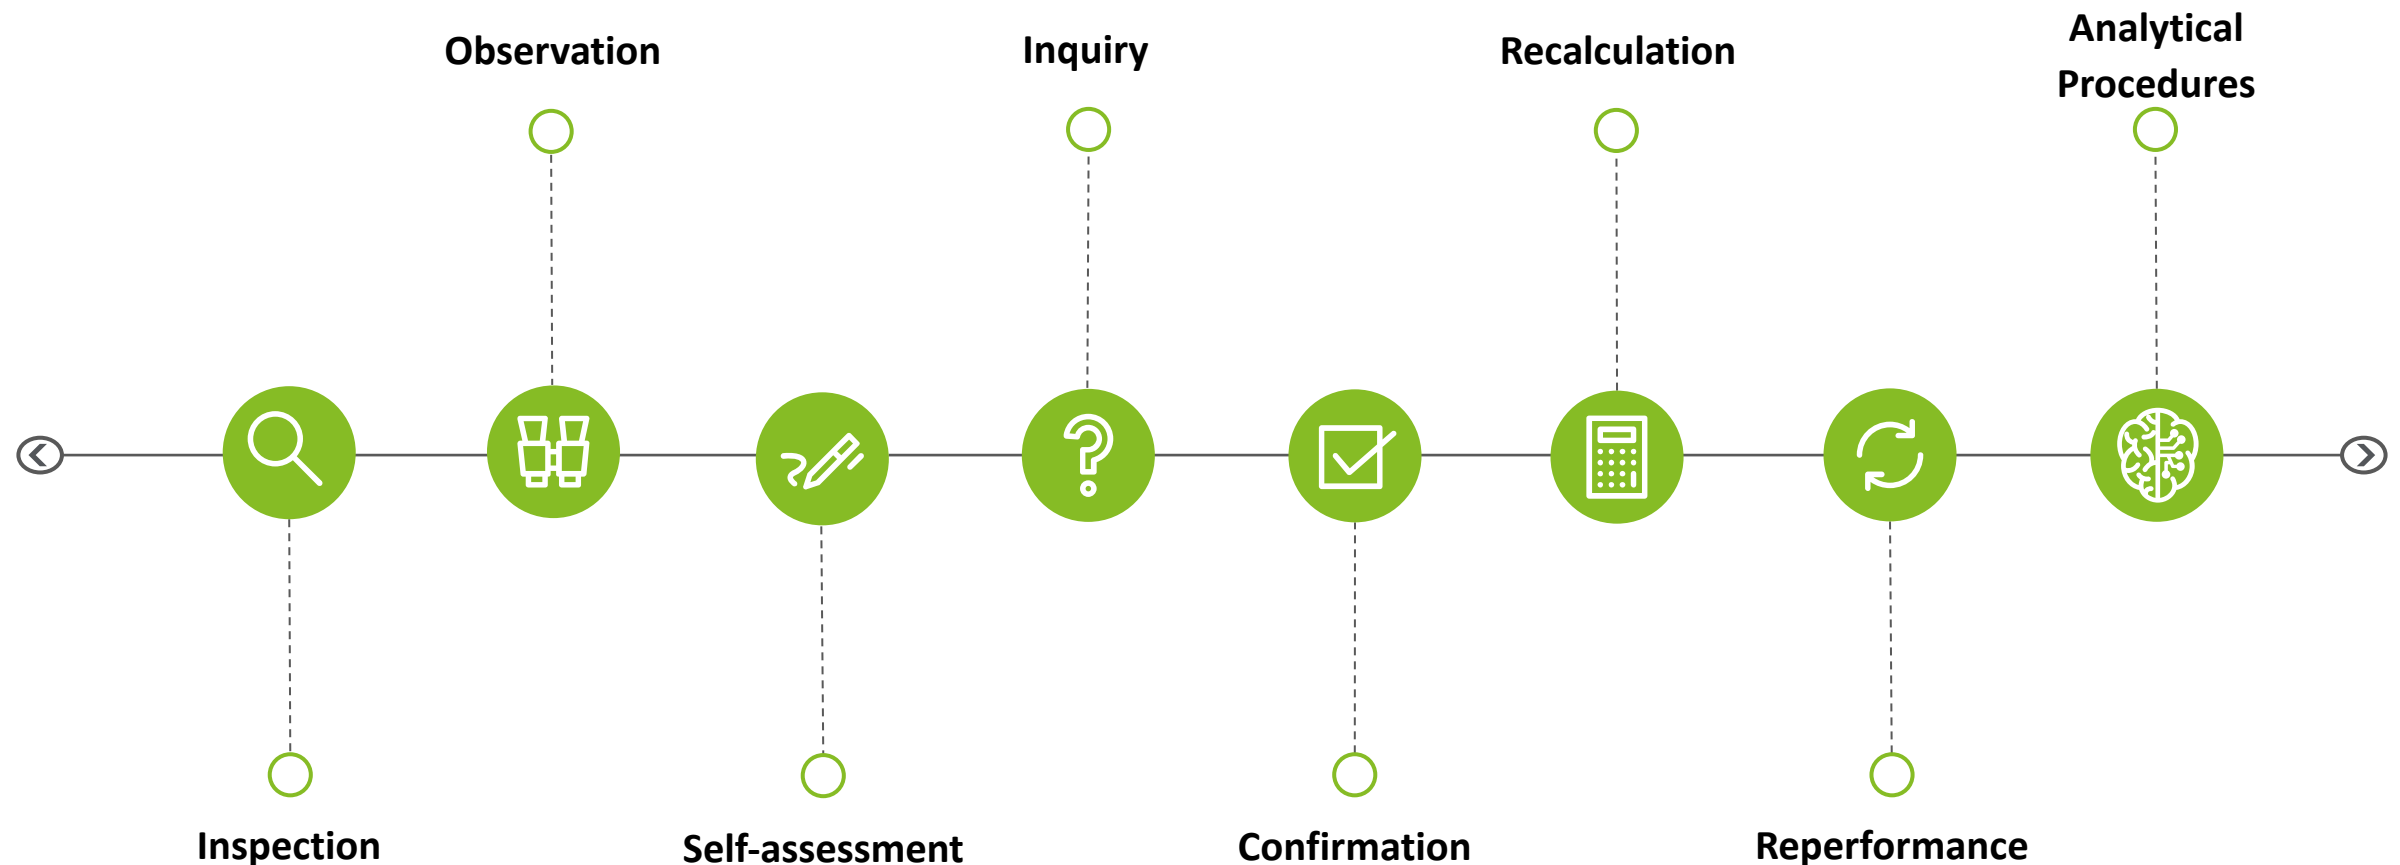 Observation
Inquiry
Recalculation
Analytical
Procedures
Inspection
Self-assessment
Confirmation
Reperformance